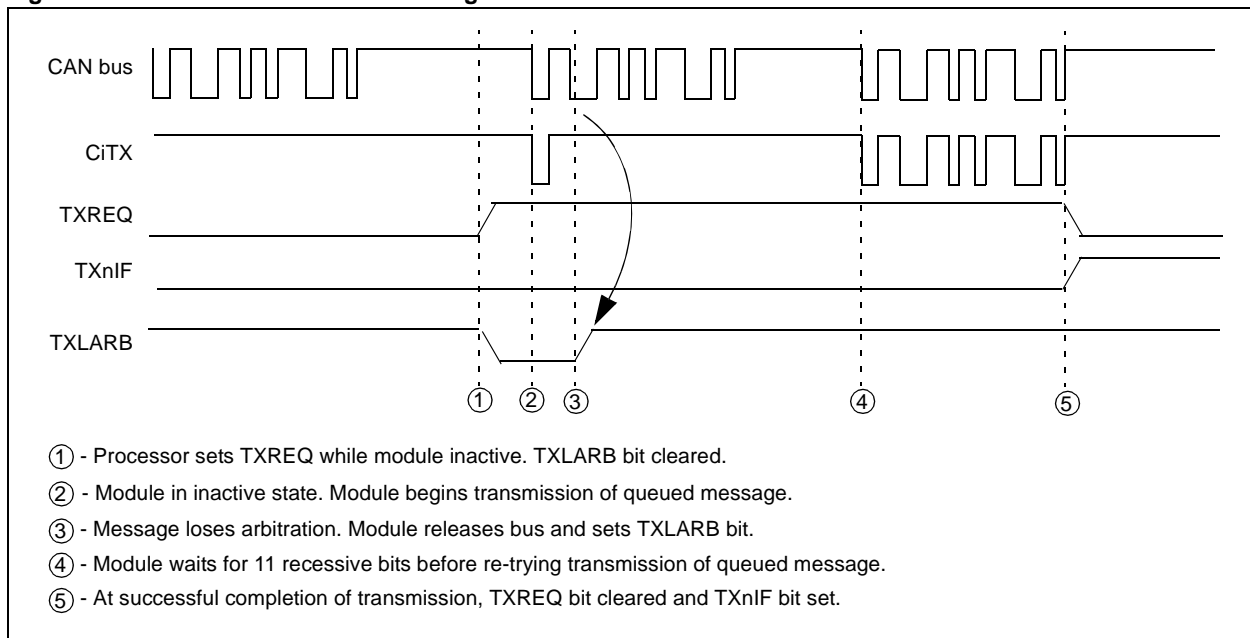 CAN bus
CiTX
TXREQ
TXnIF
TXLARB
1 2 3 4 5
① - Processor sets TXREQ while module inactive. TXLARB bit cleared.
② - Module in inactive state. Module begins transmission of queued message.
③ - Message loses arbitration. Module releases bus and sets TXLARB bit.
④ - Module waits for 11 recessive bits before re-trying transmission of queued message.
⑤ - At successful completion of transmission, TXREQ bit cleared and TXnIF bit set.